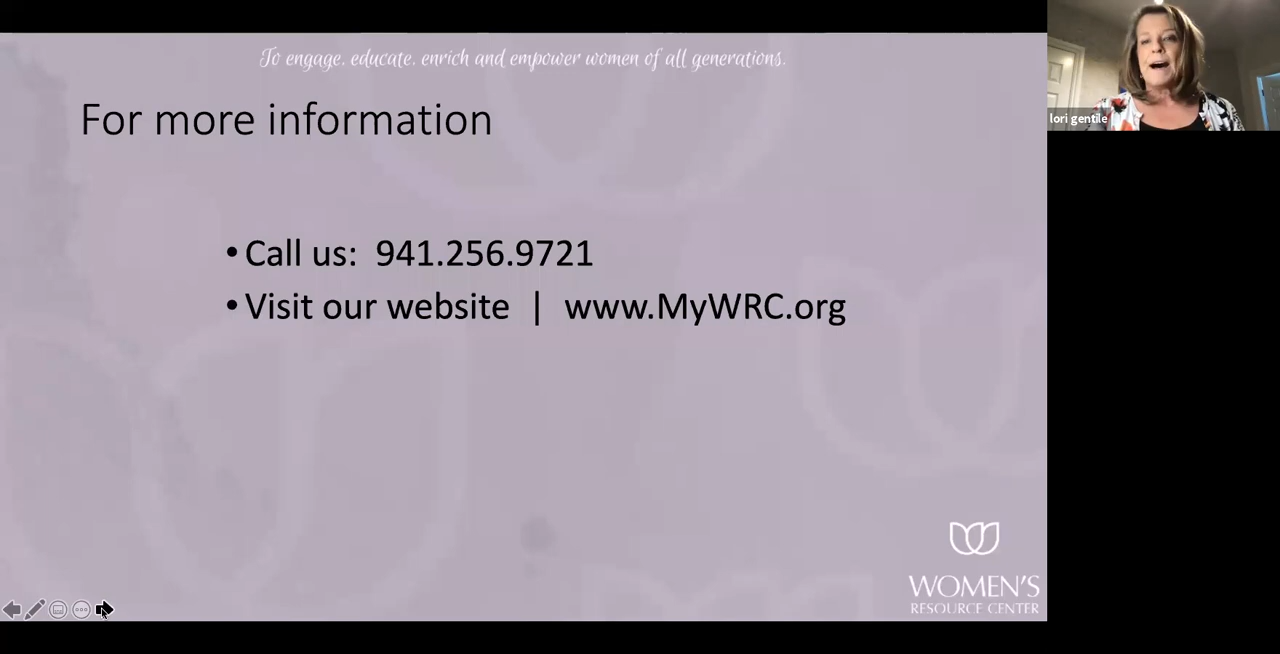 To engage, educate, enrich and empower women of all generations.
For more information
• Call us: 941.256.9721
• Visit our website | www.MyWRC.org
lori gentile
WOMEN'S
RESOURCE CENTER